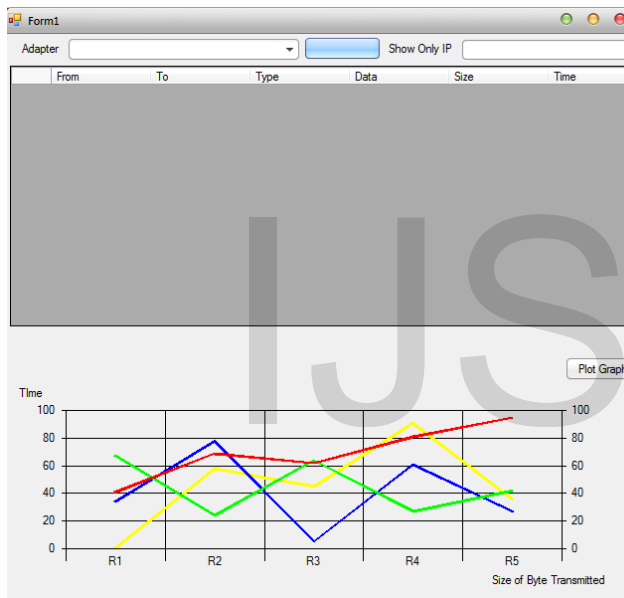 Form1
Adapter Show Only IP
From To Type Data Size Time
IJS
Plot Graph
TIme
100 100
80 80
60 60
40 40
20 20
0 0
R1 R2 R3 R4 R5
Size of Byte Transmitted